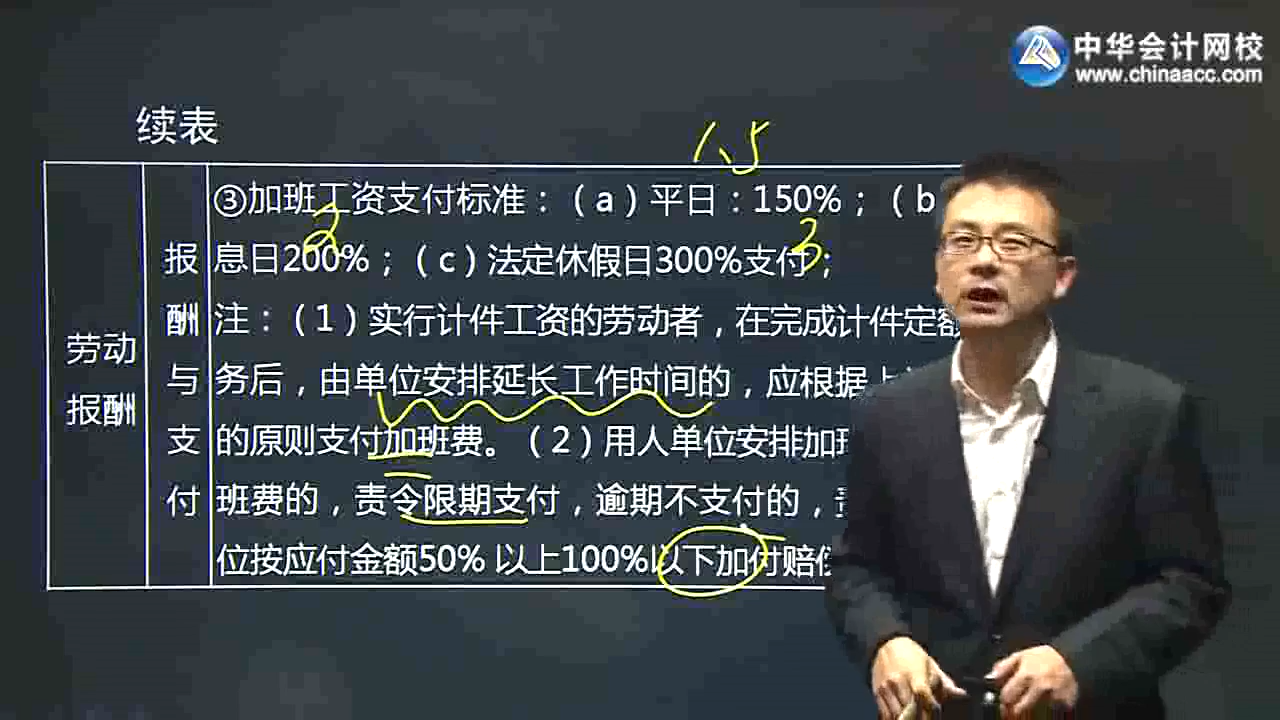 中华会计网校
www.chinaacc.com
续表
1.5
③加班工资支付标准：（a）平日：150%；（b
2
3
息日200%；（c）法定休假日300%支付；
注：（1）实行计件工资的劳动者，在完成计件定额
务后，由单位安排延长工作时间的，应根据上
的原则支付加班费。（2）用人单位安排加班
班费的，责令限期支付，逾期不支付的，责
位按应付金额50% 以上100%以下加付赔偿
劳动
报酬
报
酬
与
支
付